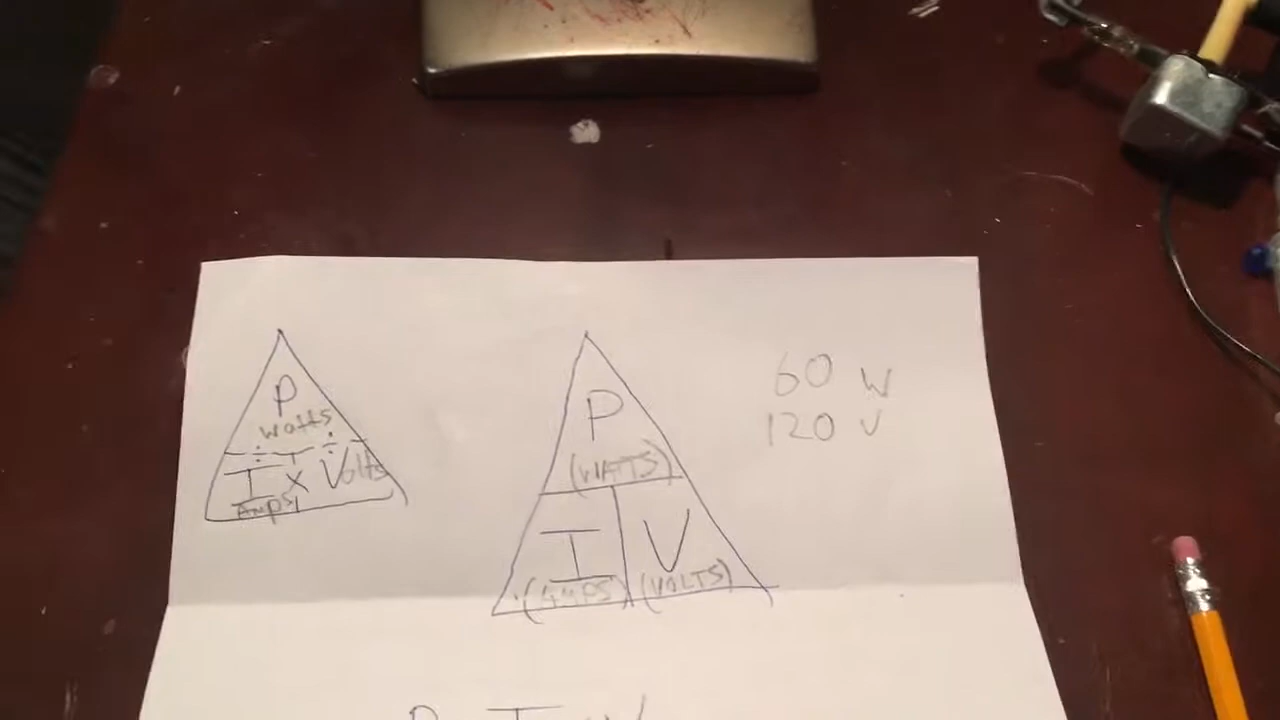 P
watts
÷ ÷
I x Volts
Amps
P
(WATTS)
I V
(AMPS) (VOLTS)
60 W
120 V
P I V